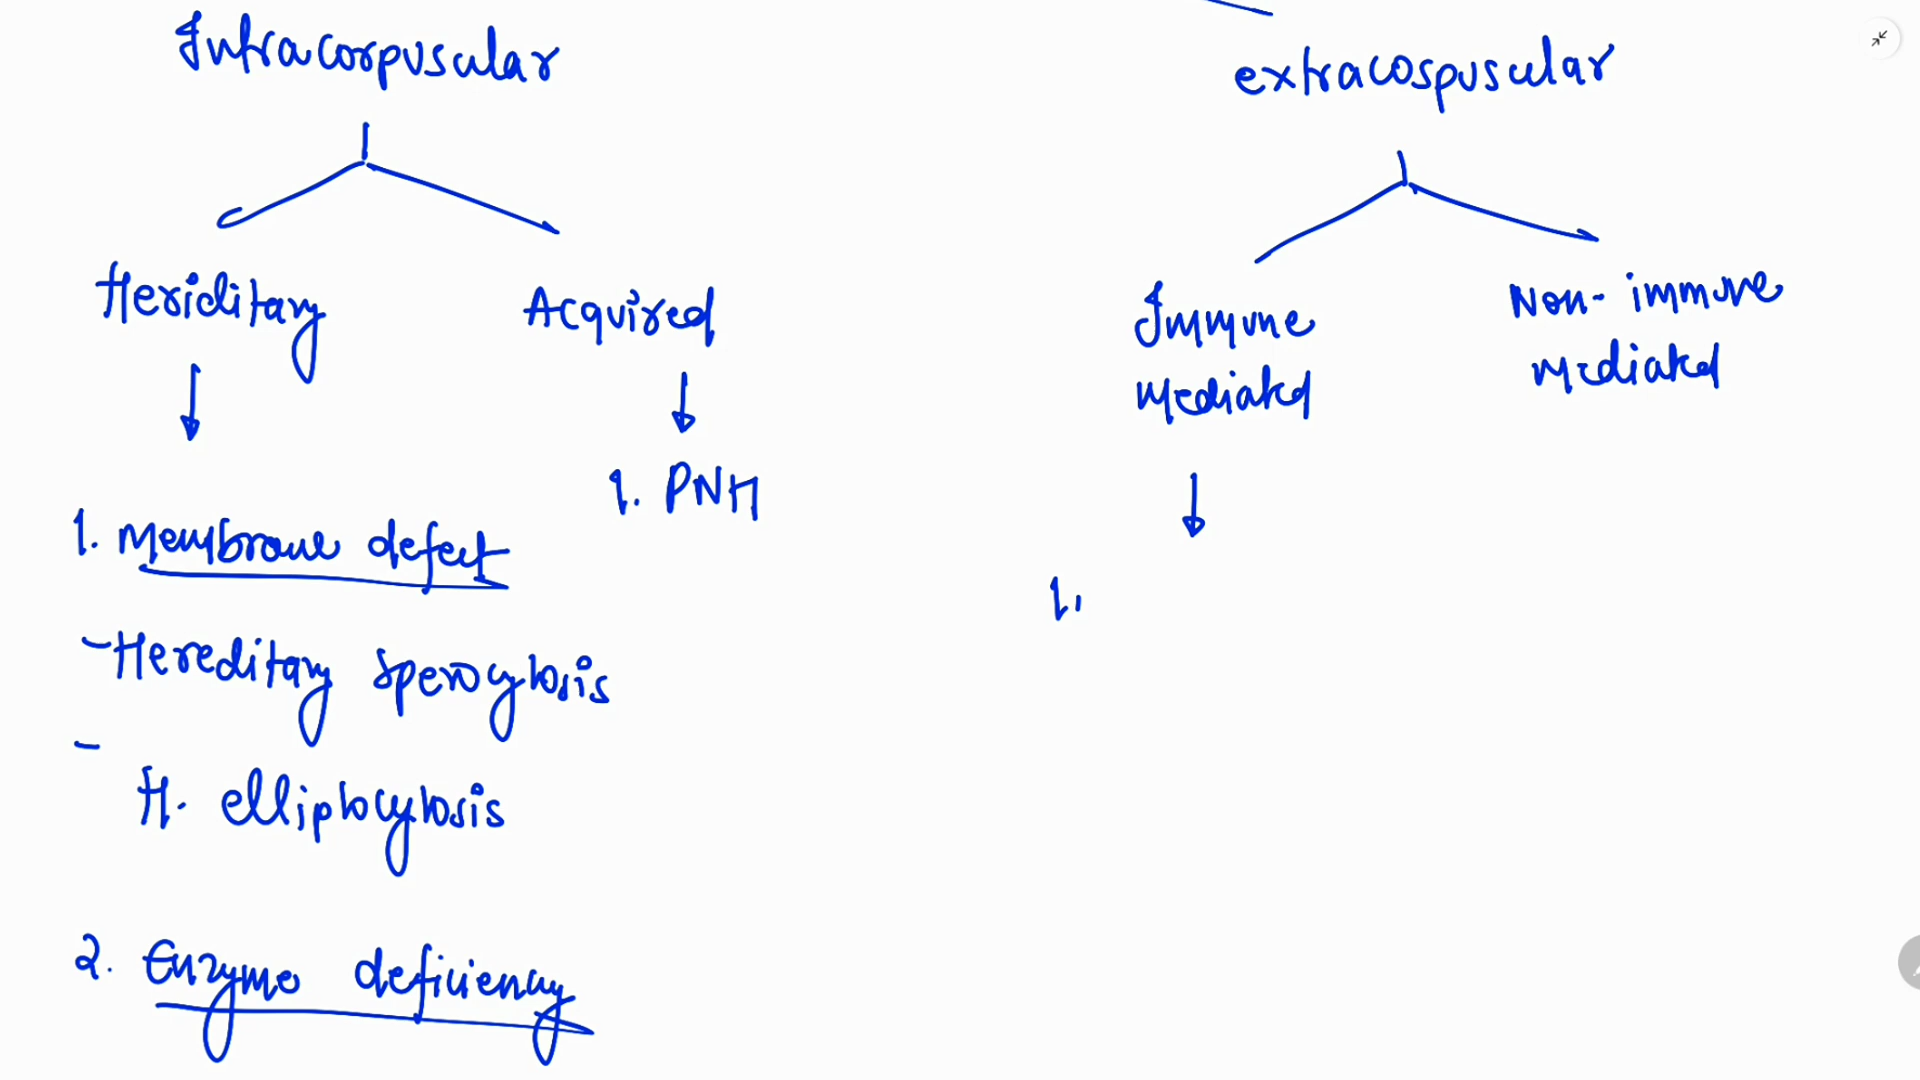 Intracorpuscular
extracospuscular
Heriditary
Acquired
Immune
mediated
Non-immune
mediated
1. PNH
1. Membrane defect
1.
-Hereditary sperocytosis
-
H. elliptocytosis
2. Enzyme deficiency